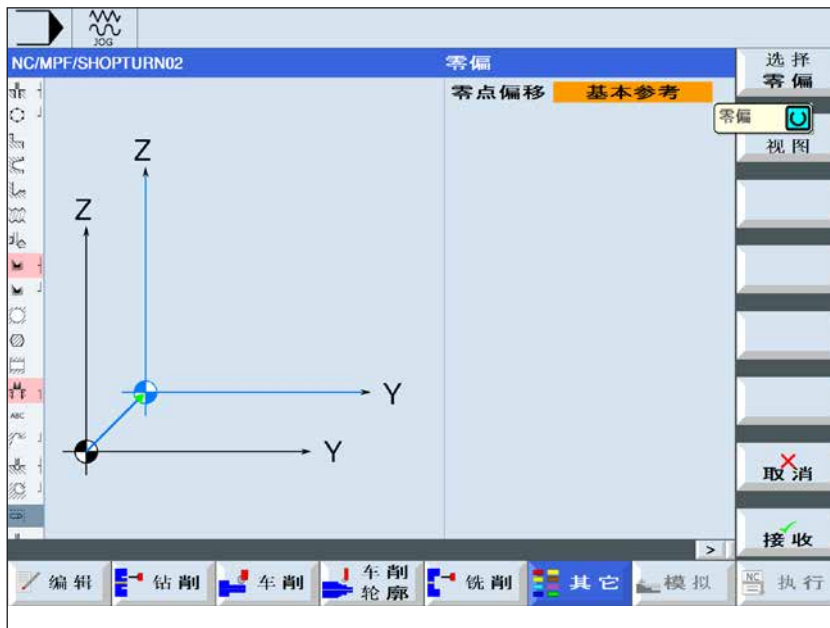 JOG
NC/MPF/SHOPTURN02
零偏
选择
零偏
零点偏移 基本参考
零偏
视图
Z
Z
Y
Y
ABC
取消
接收
>
编辑
钻削
车削
车削
轮廓
铣削
其它
模拟
NC
执行